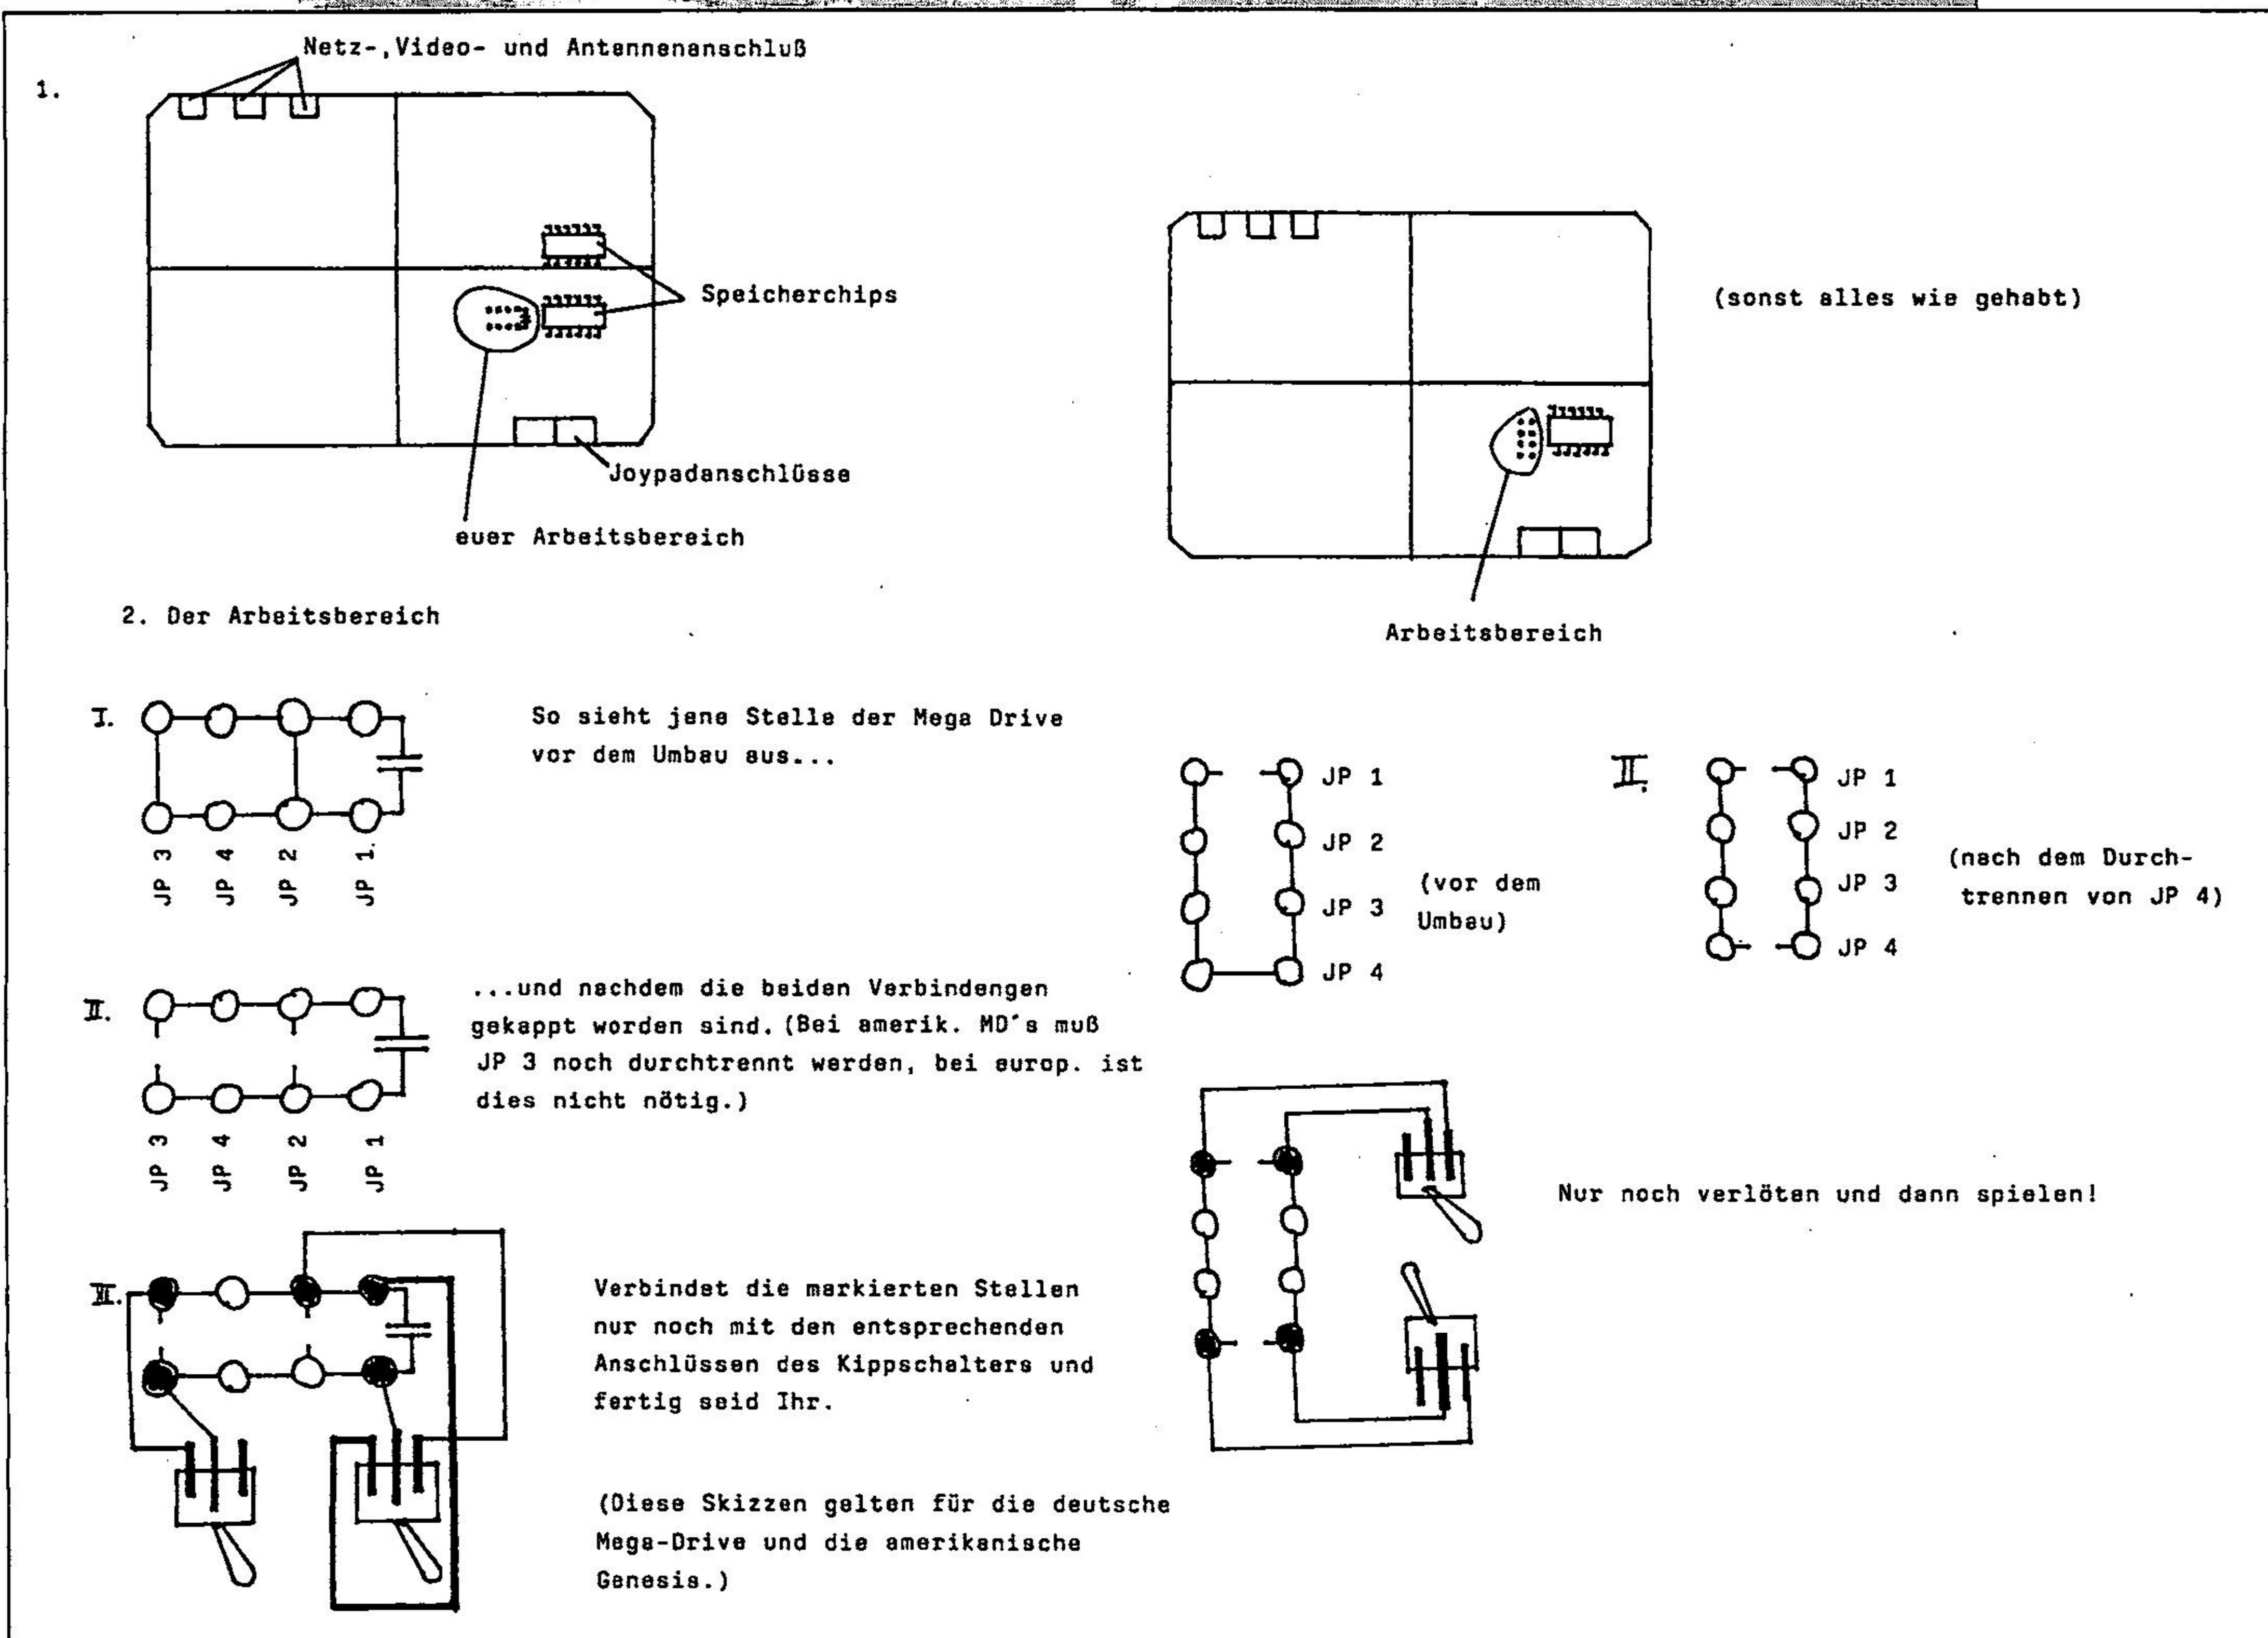 Netz-,Video- und Antennenanschluß
1.
Speicherchips
Joypadanschlüsse
euer Arbeitsbereich
(sonst alles wie gehabt)
Arbeitsbereich
2. Der Arbeitsbereich
I.
So sieht jene Stelle der Mega Drive
vor dem Umbau aus...
JP 3
JP 4
JP 2
JP 1.
II.
...und nachdem die beiden Verbindengen
gekappt worden sind.(Bei amerik. MD´s muß
JP 3 noch durchtrennt werden, bei europ. ist
dies nicht nötig.)
JP 3
JP 4
JP 2
JP 1
III.
Verbindet die markierten Stellen
nur noch mit den entsprechenden
Anschlüssen des Kippschalters und
fertig seid Ihr.
(Diese Skizzen gelten für die deutsche
Mega-Drive und die amerikanische
Genesis.)
JP 1
JP 2
JP 3
JP 4
(vor dem
Umbau)
II.
JP 1
JP 2
JP 3
JP 4
(nach dem Durch-
trennen von JP 4)
Nur noch verlöten und dann spielen!